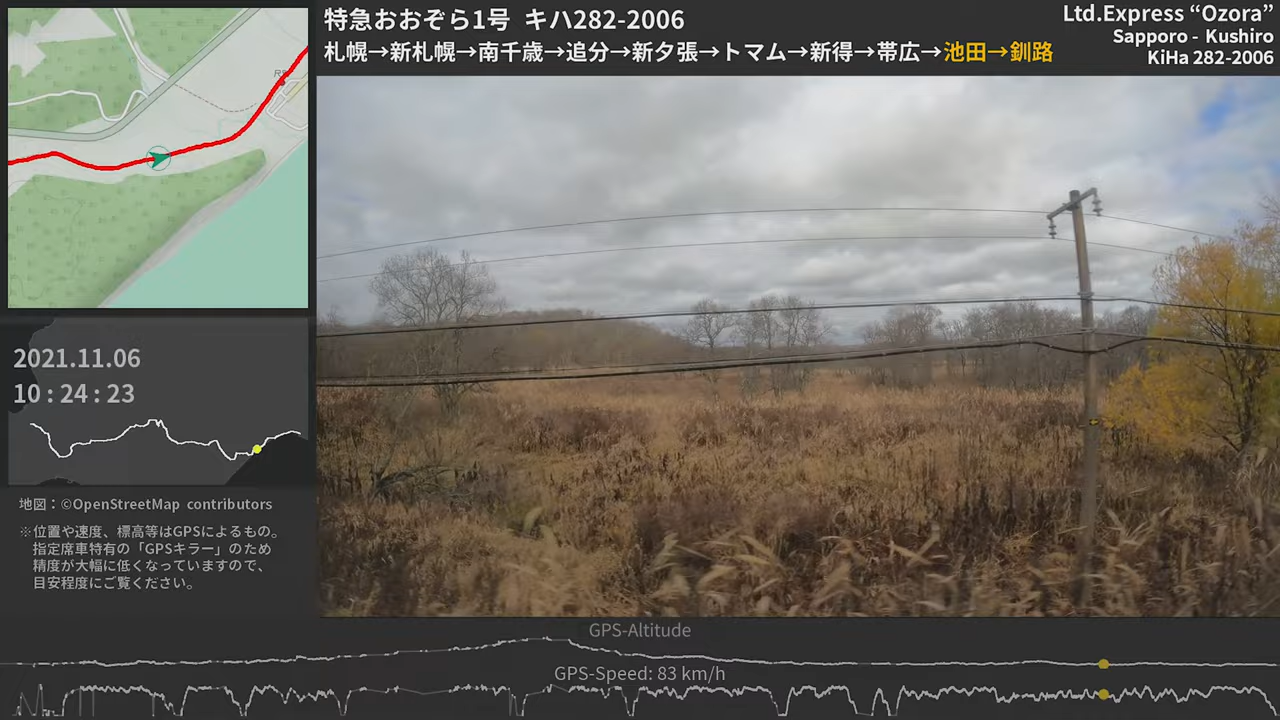 特急おおぞら1号 キハ282-2006
札幌→新札幌→南千歳→追分→新夕張→トマム→新得→帯広→池田→釧路
Ltd.Express “Ozora”
Sapporo - Kushiro
KiHa 282-2006
2021.11.06
10:24:23
地図：©OpenStreetMap contributors
※位置や速度、標高等はGPSによるもの。
指定席車特有の「GPSキラー」のため
精度が大幅に低くなっていますので、
目安程度にご覧ください。
GPS-Altitude
GPS-Speed: 83 km/h